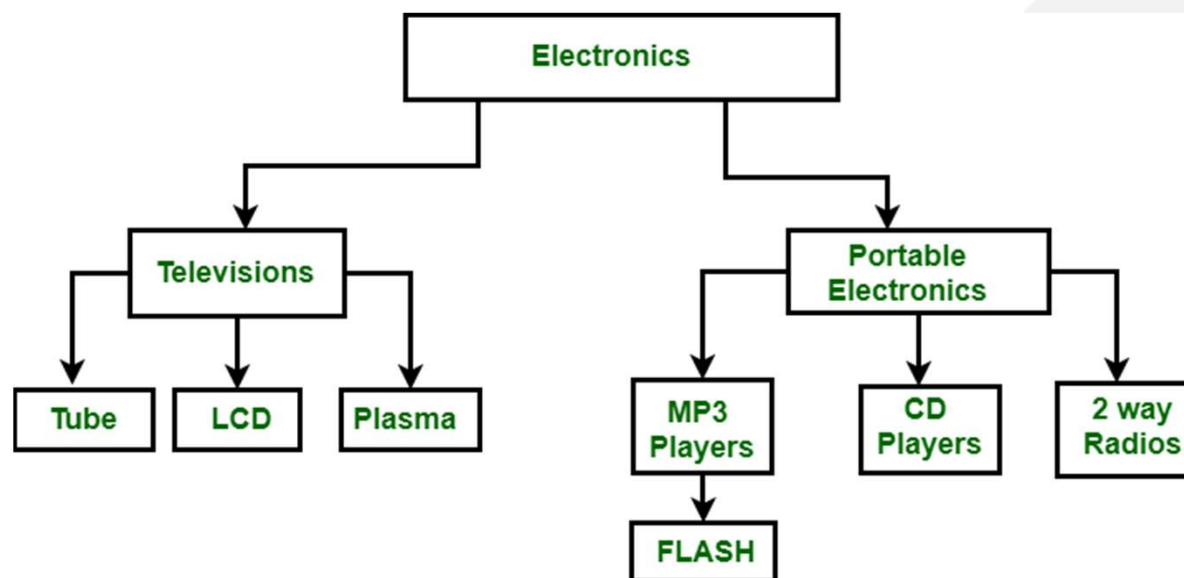 Electronics
Televisions
Portable
Electronics
Tube
LCD
Plasma
MP3
Players
CD
Players
2 way
Radios
FLASH